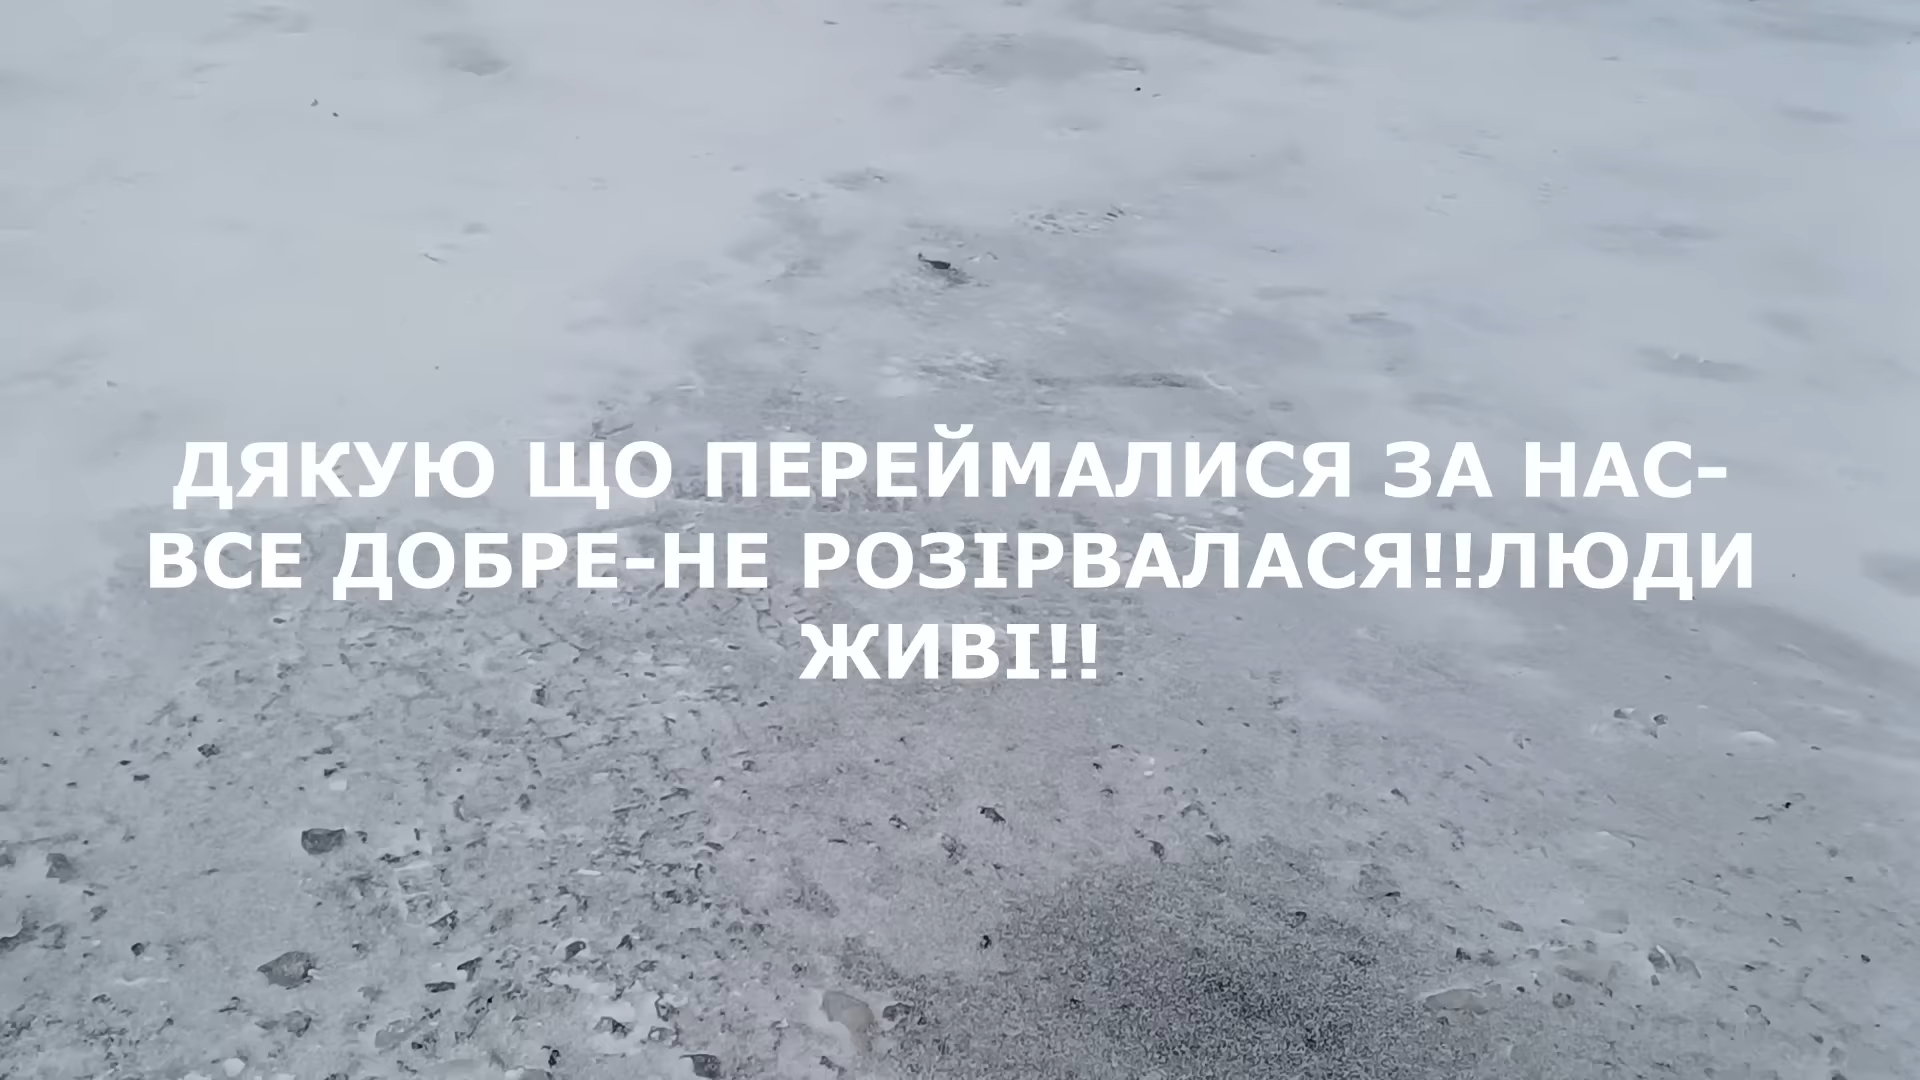 ДЯКУЮ ЩО ПЕРЕЙМАЛИСЯ ЗА НАС-
ВСЕ ДОБРЕ-НЕ РОЗІРВАЛАСЯ!!ЛЮДИ
ЖИВІ!!